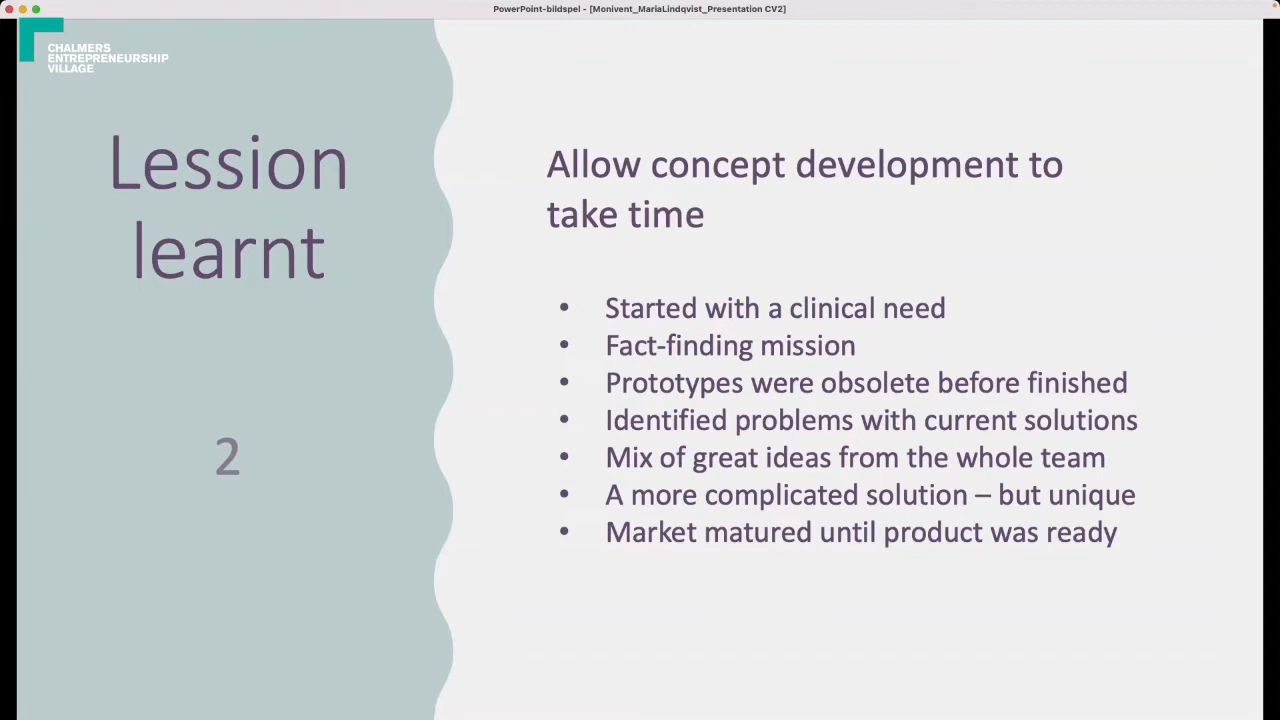 PowerPoint-bildspel - [Monivent_MariaLindqvist_Presentation CV2]
CHALMERS
ENTREPRENEURSHIP
VILLAGE
Lession
learnt
2
Allow concept development to
take time
• Started with a clinical need
• Fact-finding mission
• Prototypes were obsolete before finished
• Identified problems with current solutions
• Mix of great ideas from the whole team
• A more complicated solution – but unique
• Market matured until product was ready